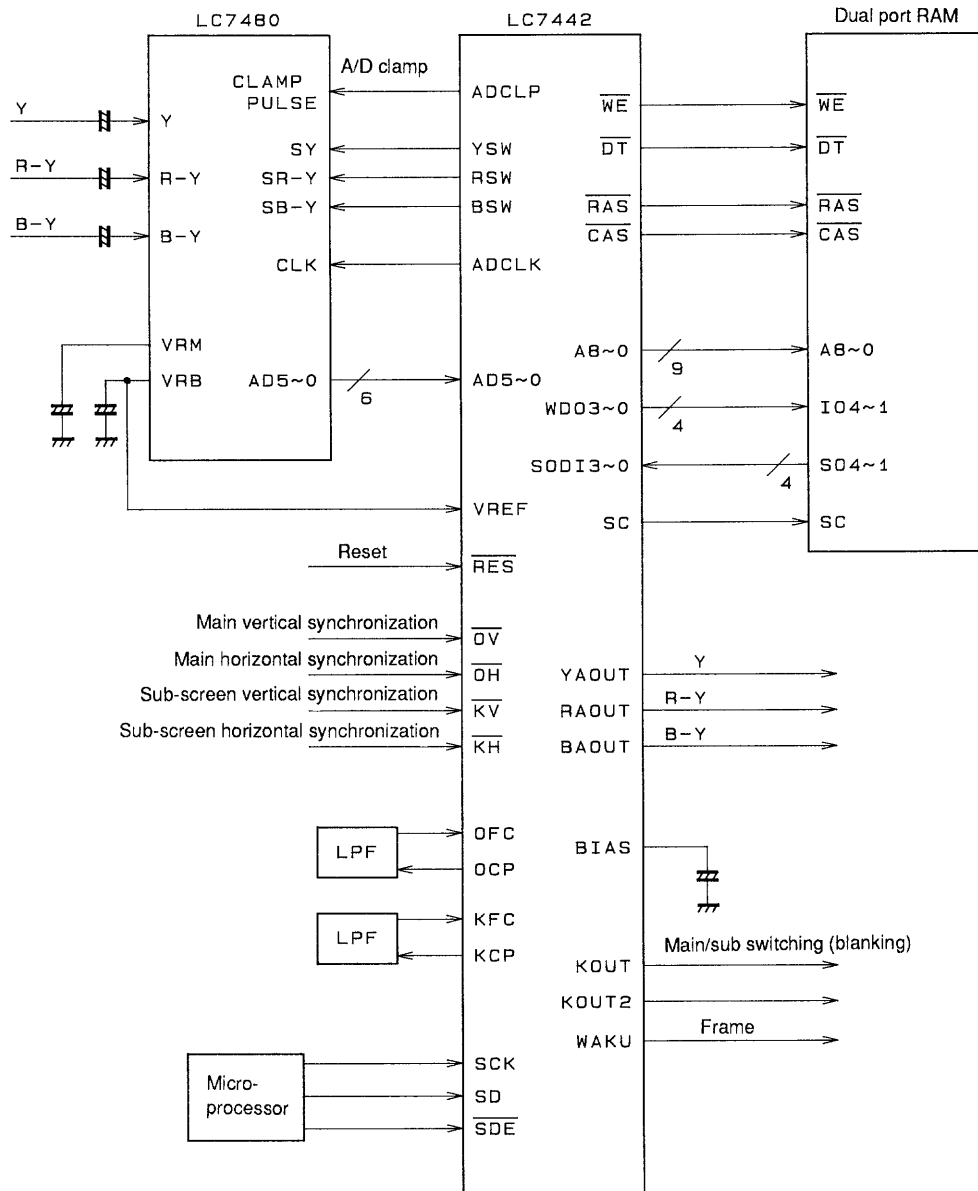 LC7480
LC7442
Dual port RAM
A/D clamp
CLAMP
PULSE
ADCLP
WE
WE
Y
Y
SY
YSW
DT
DT
R-Y
R-Y
SR-Y
RSW
B-Y
B-Y
SB-Y
BSW
RAS
RAS
CAS
CAS
CLK
ADCLK
VRM
A8~0
9
A8~0
VRB
AD5~0
6
AD5~0
WDO3~0
4
IO4~1
SODI3~0
4
SO4~1
VREF
SC
SC
Reset
RES
Main vertical synchronization
OV
Main horizontal synchronization
OH
Sub-screen vertical synchronization
KV
Sub-screen horizontal synchronization
KH
YAOUT
Y
RAOUT
R-Y
BAOUT
B-Y
LPF
OFC
OCP
BIAS
LPF
KFC
KCP
KOUT
Main/sub switching (blanking)
KOUT2
WAKU
Frame
Micro-
processor
SCK
SD
SDE